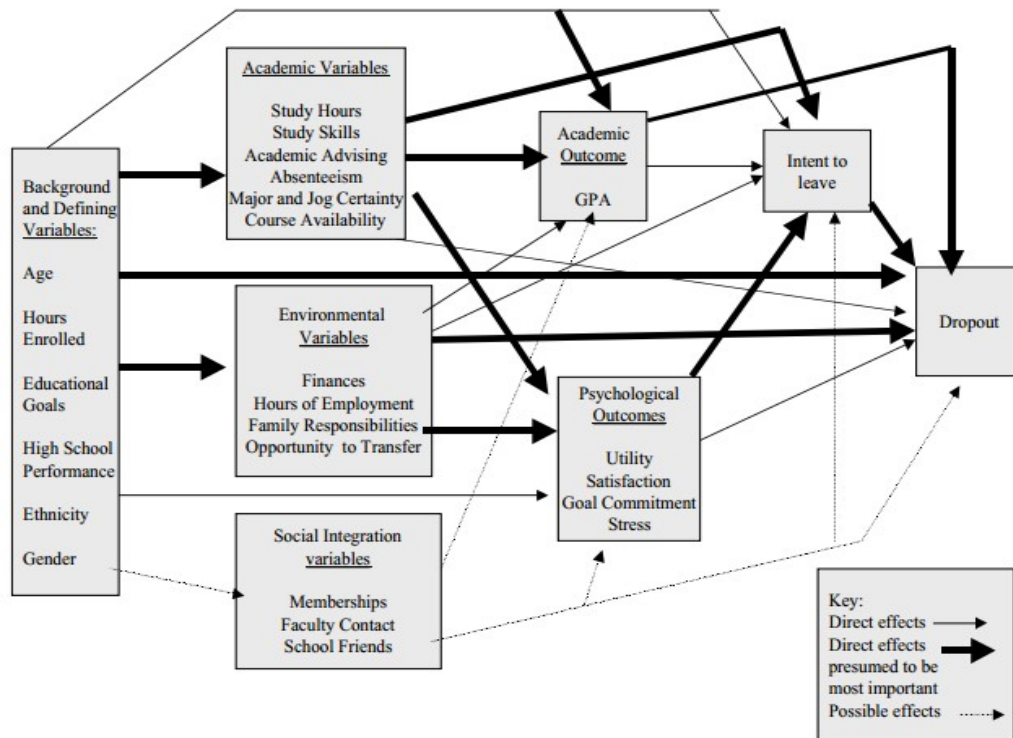 Background
and Defining
Variables:
Age
Hours
Enrolled
Educational
Goals
High School
Performance
Ethnicity
Gender
Academic Variables
Study Hours
Study Skills
Academic Advising
Absenteeism
Major and Jog Certainty
Course Availability
Environmental
Variables
Finances
Hours of Employment
Family Responsibilities
Opportunity to Transfer
Social Integration
variables
Memberships
Faculty Contact
School Friends
Academic
Outcome
GPA
Psychological
Outcomes
Utility
Satisfaction
Goal Commitment
Stress
Intent to
leave
Dropout
Key:
Direct effects
Direct effects
presumed to be
most important
Possible effects